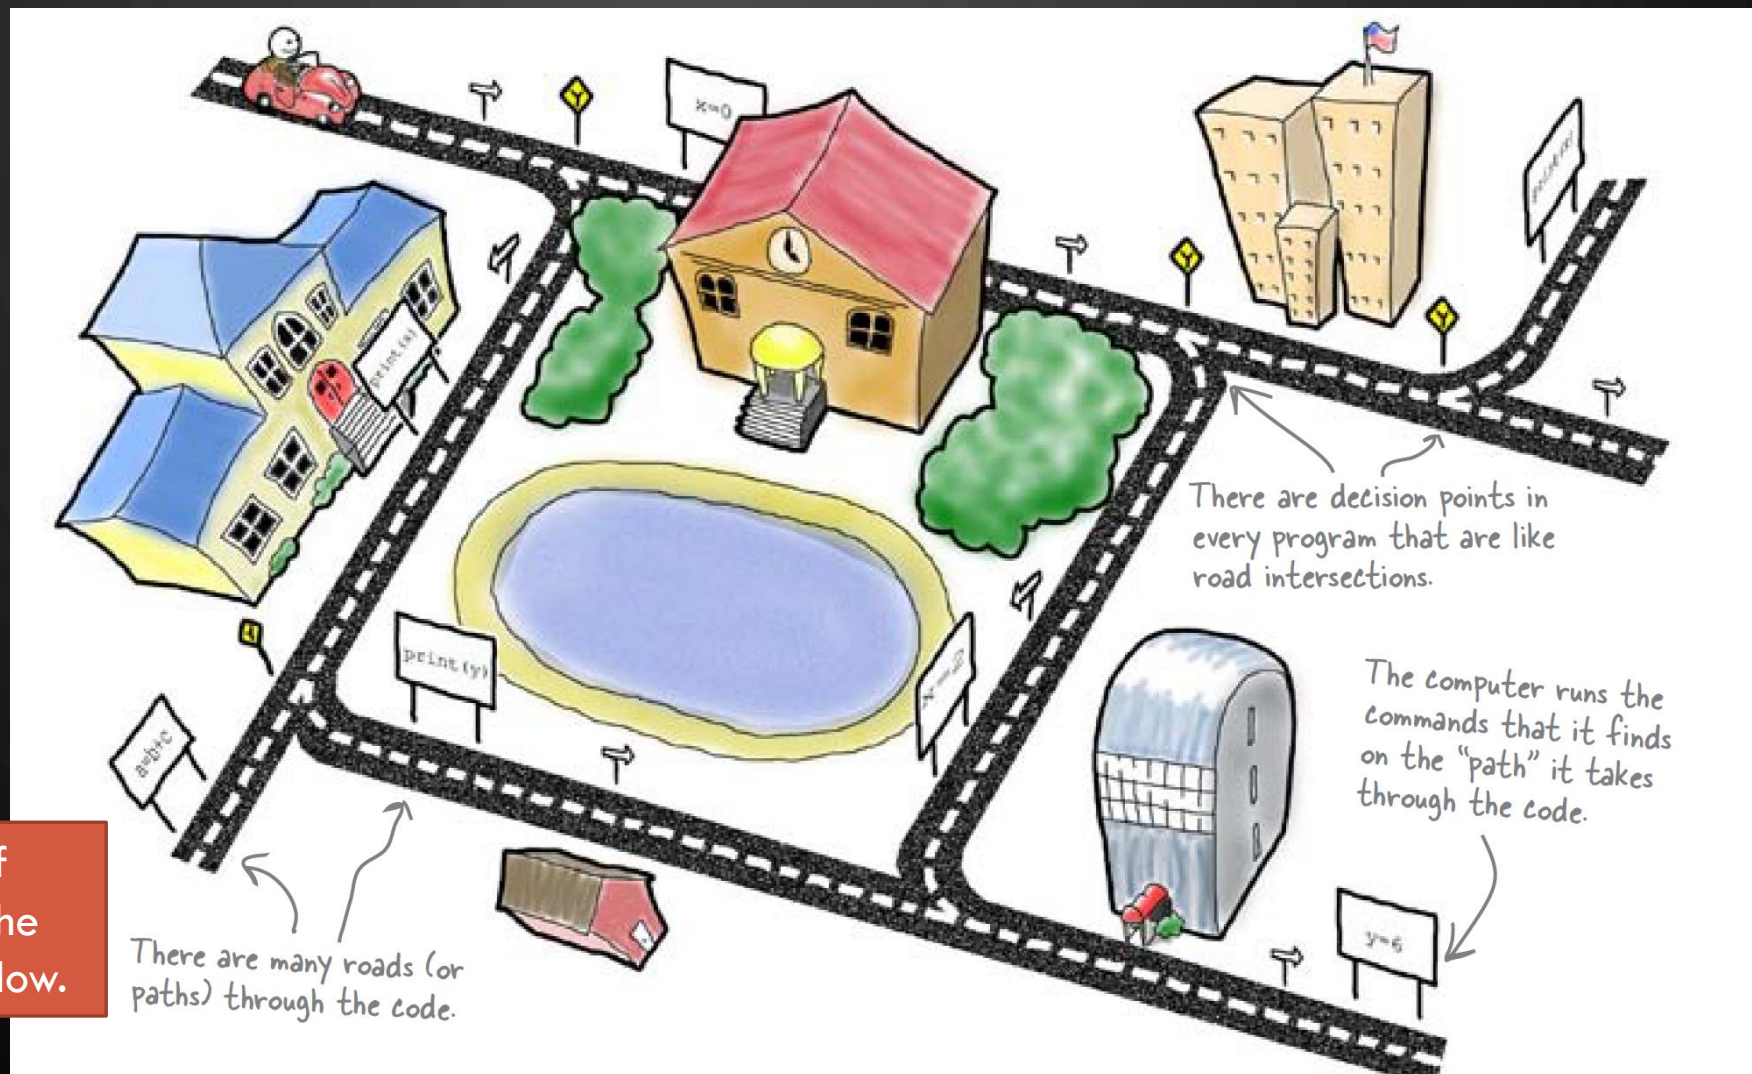 x=0
print(a)
There are decision points in
every program that are like
road intersections.
print(y)
a=b+c
The computer runs the
commands that it finds
on the “path” it takes
through the code.
y=6
There are many roads (or
paths) through the code.
low.